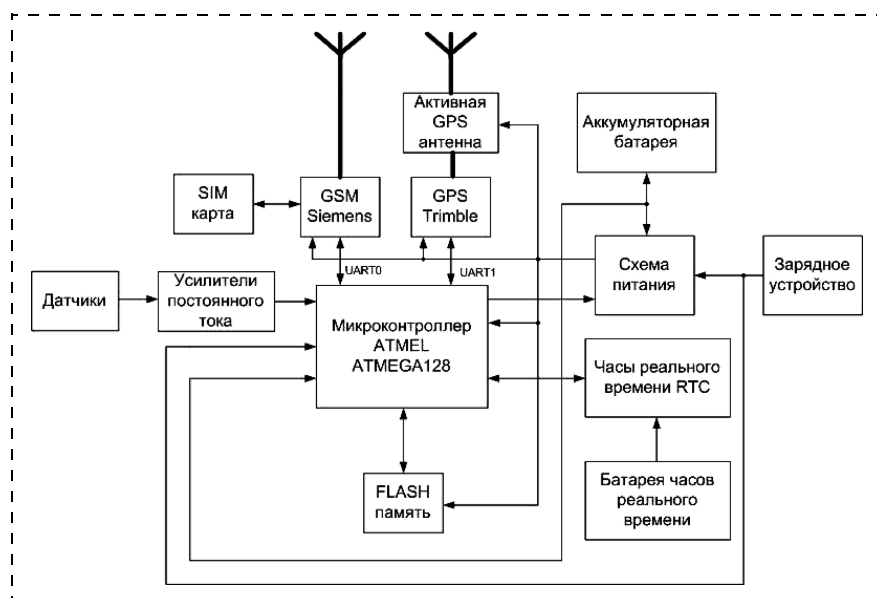 Активная
GPS
антенна
Аккумуляторная
батарея
SIM
карта
GSM
Siemens
GPS
Trimble
UART0
UART1
Схема
питания
Зарядное
устройство
Датчики
Усилители
постоянного
тока
Микроконтроллер
ATMEL
ATMEGA128
Часы реального
времени RTC
FLASH
память
Батарея часов
реального
времени